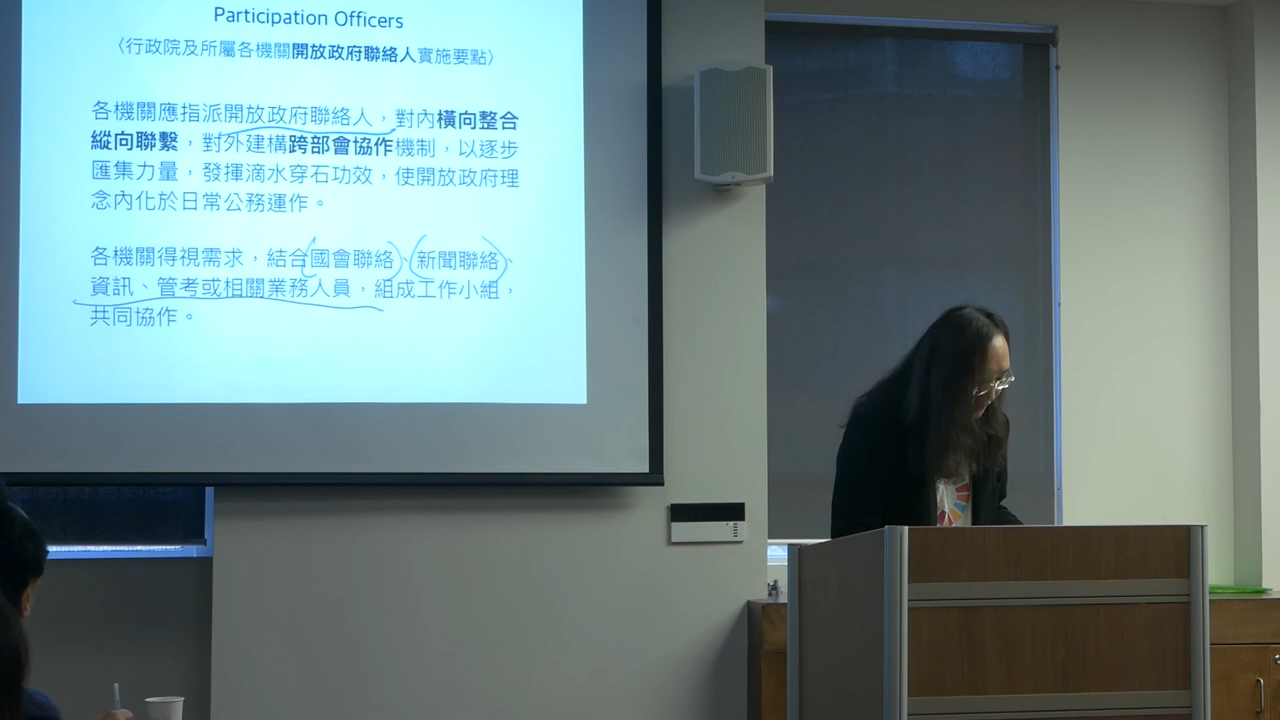 Participation Officers
〈行政院及所屬各機關開放政府聯絡人實施要點〉
各機關應指派開放政府聯絡人，對內橫向整合
縱向聯繫，對外建構跨部會協作機制，以逐步
匯集力量，發揮滴水穿石功效，使開放政府理
念內化於日常公務運作。
各機關得視需求，結合國會聯絡、新聞聯絡、
資訊、管考或相關業務人員，組成工作小組，
共同協作。